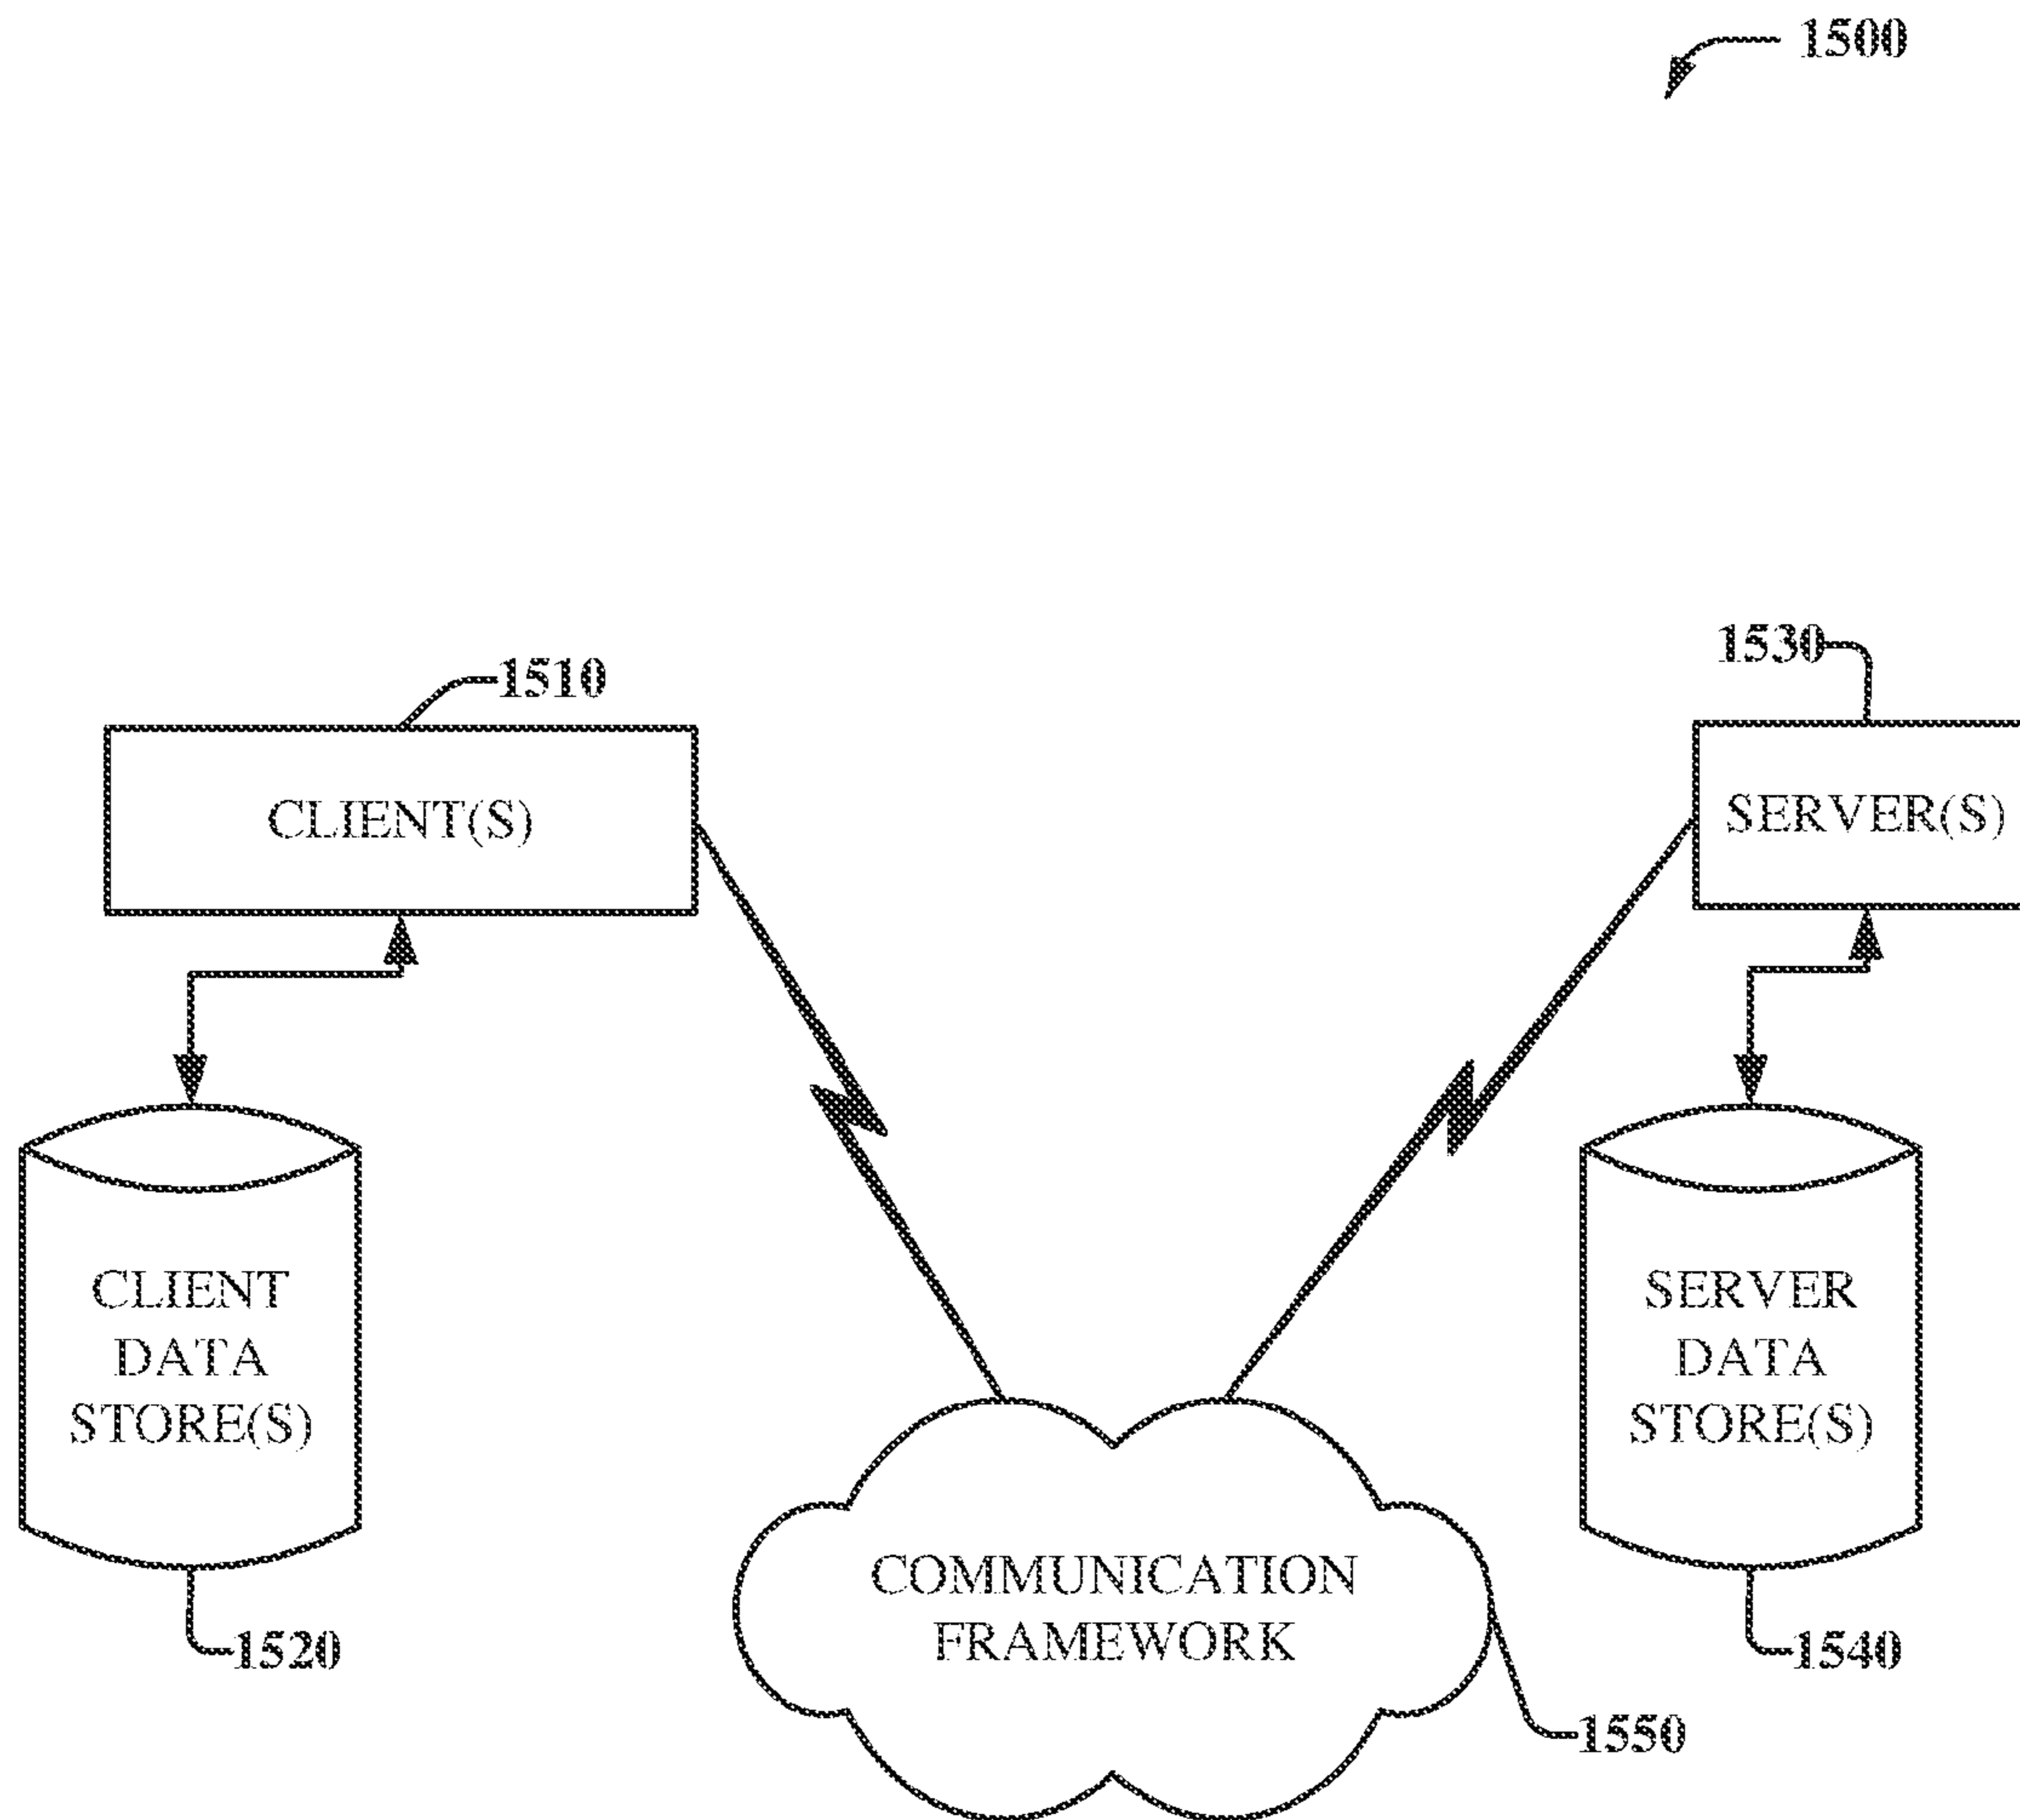 1500
1510
1530
CLIENT(S)
SERVER(S)
CLIENT
DATA
STORE(S)
SERVER
DATA
STORE(S)
COMMUNICATION
FRAMEWORK
1520
1540
1550